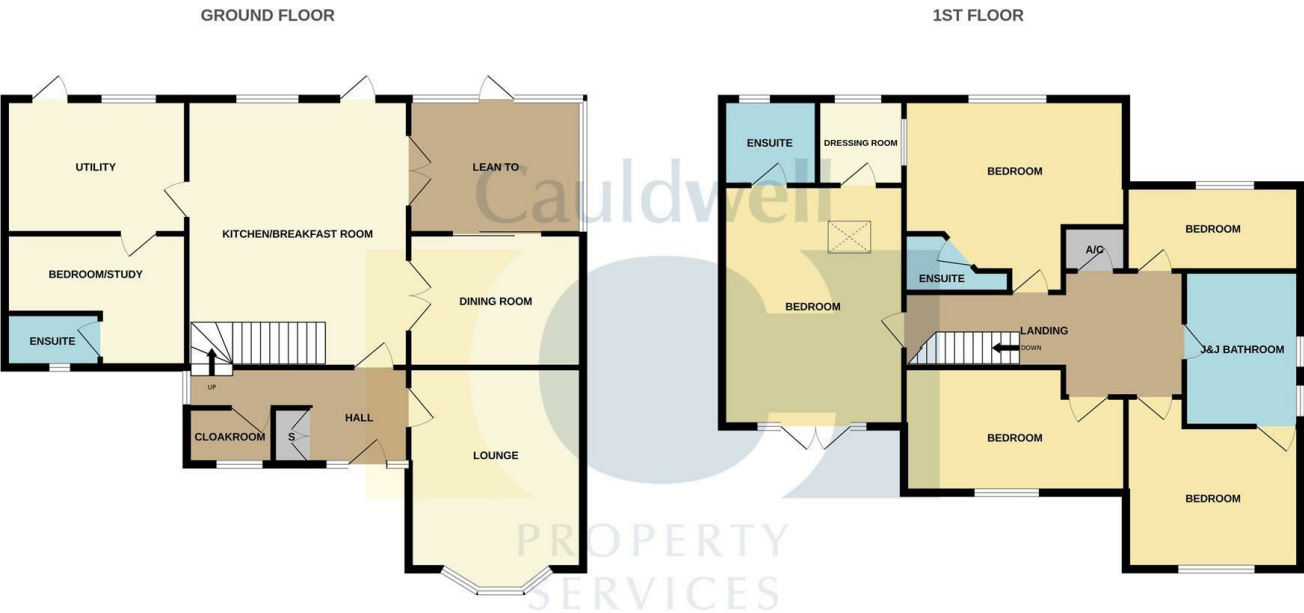 GROUND FLOOR
UTILITY
BEDROOM/STUDY
ENSUITE
KITCHEN/BREAKFAST ROOM
LEAN TO
DINING ROOM
UP
HALL
CLOAKROOM
S
LOUNGE
1ST FLOOR
ENSUITE
DRESSING ROOM
BEDROOM
BEDROOM
A/C
ENSUITE
BEDROOM
LANDING
DOWN
J&J BATHROOM
BEDROOM
BEDROOM
Cauldwell
PROPERTY
SERVICES